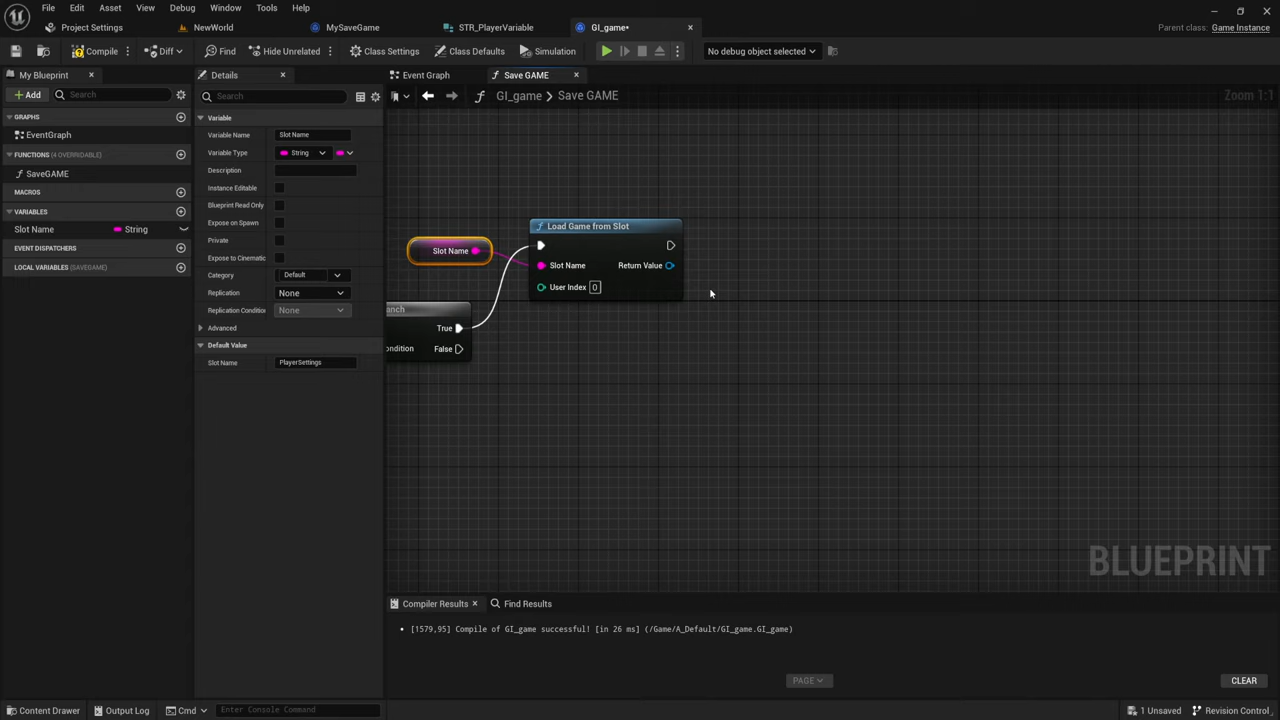 File Edit Asset View Debug Window Tools Help
Project Settings NewWorld MySaveGame STR_PlayerVariable GI_game• Parent class: Game Instance
Compile Diff Find Hide Unrelated Class Settings Class Defaults Simulation No debug object selected
My Blueprint Details Event Graph Save GAME
Add Search Search GI_game > Save GAME Zoom 1:1
GRAPHS
EventGraph
FUNCTIONS (4 OVERRIDABLE)
SaveGAME
MACROS
VARIABLES
Slot Name String
EVENT DISPATCHERS
LOCAL VARIABLES (SAVEGAME)
Variable
Variable Name Slot Name
Variable Type String
Description
Instance Editable
Blueprint Read Only
Expose on Spawn
Private
Expose to Cinematic
Category Default
Replication None
Replication Condition None
Advanced
Default Value
Slot Name PlayerSettings
Slot Name
Load Game from Slot
Slot Name Return Value
User Index 0
anch
True
ondition False
BLUEPRINT
Compiler Results Find Results
[1579,95] Compile of GI_game successful! [in 26 ms] (/Game/A_Default/GI_game.GI_game)
PAGE CLEAR
Content Drawer Output Log Cmd Enter Console Command 1 Unsaved Revision Control